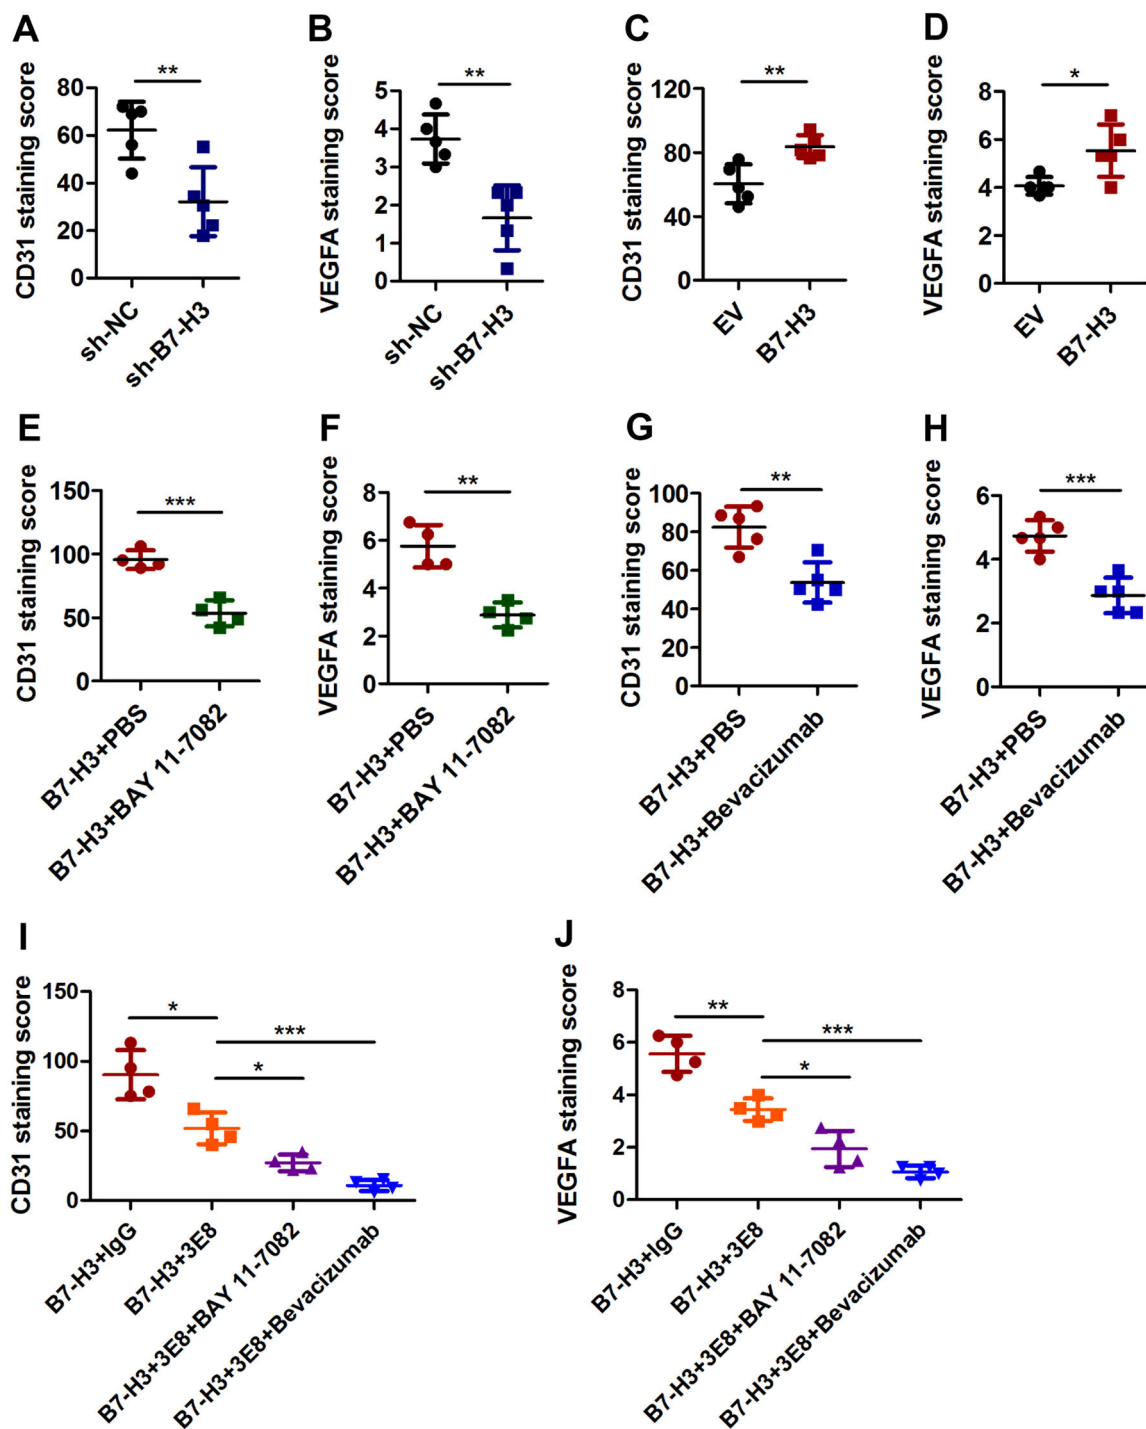 A
CD31 staining score
80
60
40
20
0
**
sh-NC
sh-B7-H3
B
VEGFA staining score
5
4
3
2
1
0
**
sh-NC
sh-B7-H3
C
CD31 staining score
120
80
40
0
**
EV
B7-H3
D
VEGFA staining score
8
6
4
2
0
*
EV
B7-H3
E
CD31 staining score
150
100
50
0
***
B7-H3+PBS
B7-H3+BAY 11-7082
F
VEGFA staining score
8
6
4
2
0
**
B7-H3+PBS
B7-H3+BAY 11-7082
G
CD31 staining score
100
80
60
40
20
0
**
B7-H3+PBS
B7-H3+Bevacizumab
H
VEGFA staining score
6
4
2
0
***
B7-H3+PBS
B7-H3+Bevacizumab
I
CD31 staining score
150
100
50
0
*
***
*
B7-H3+IgG
B7-H3+3E8
B7-H3+3E8+BAY 11-7082
B7-H3+3E8+Bevacizumab
J
VEGFA staining score
8
6
4
2
0
**
***
*
B7-H3+IgG
B7-H3+3E8
B7-H3+3E8+BAY 11-7082
B7-H3+3E8+Bevacizumab